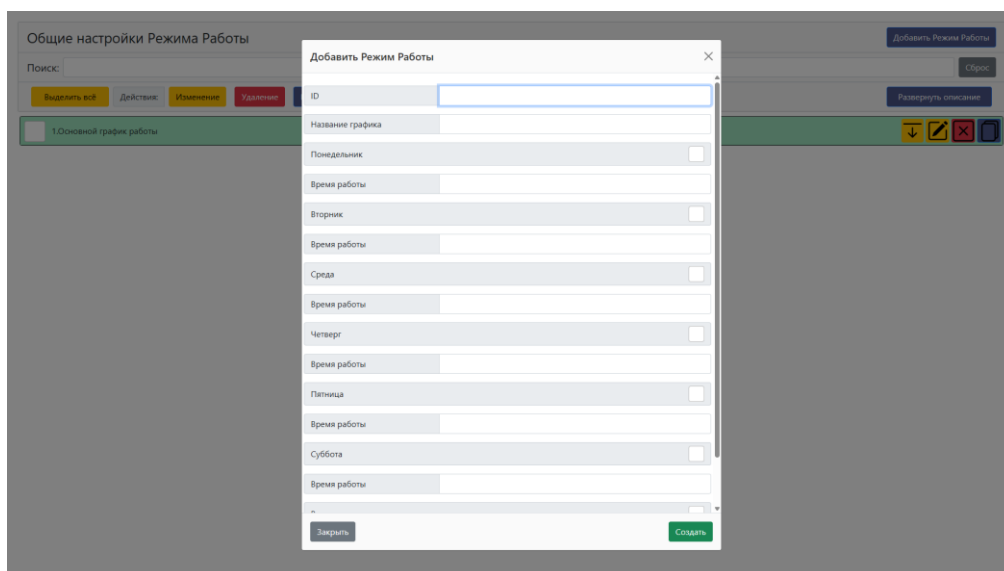 Общие настройки Режима Работы
Добавить Режим Работы
Поиск:
Сброс
Выделить всё
Действия:
Изменение
Удаление
Развернуть описание
1.Основной график работы
Добавить Режим Работы
ID
Название графика
Понедельник
Время работы
Вторник
Время работы
Среда
Время работы
Четверг
Время работы
Пятница
Время работы
Суббота
Время работы
Закрыть
Создать